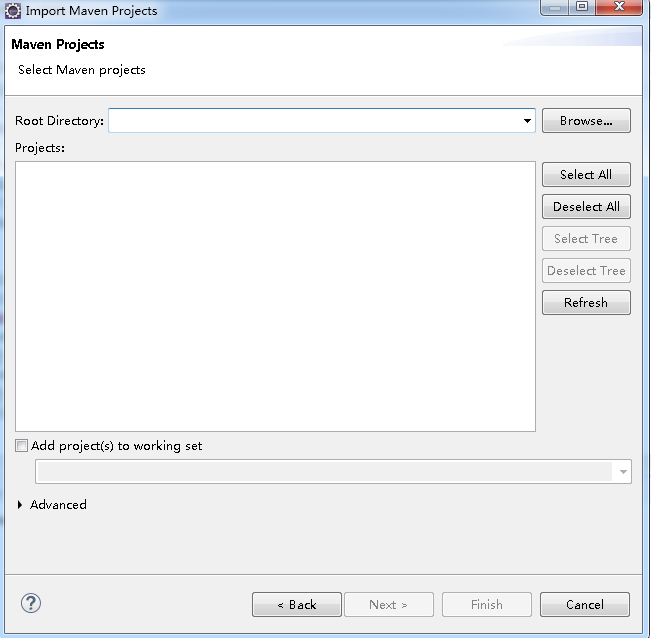 Import Maven Projects
Maven Projects
Select Maven projects
Root Directory:
Browse...
Projects:
Select All
Deselect All
Select Tree
Deselect Tree
Refresh
Add project(s) to working set
Advanced
?
< Back
Next >
Finish
Cancel